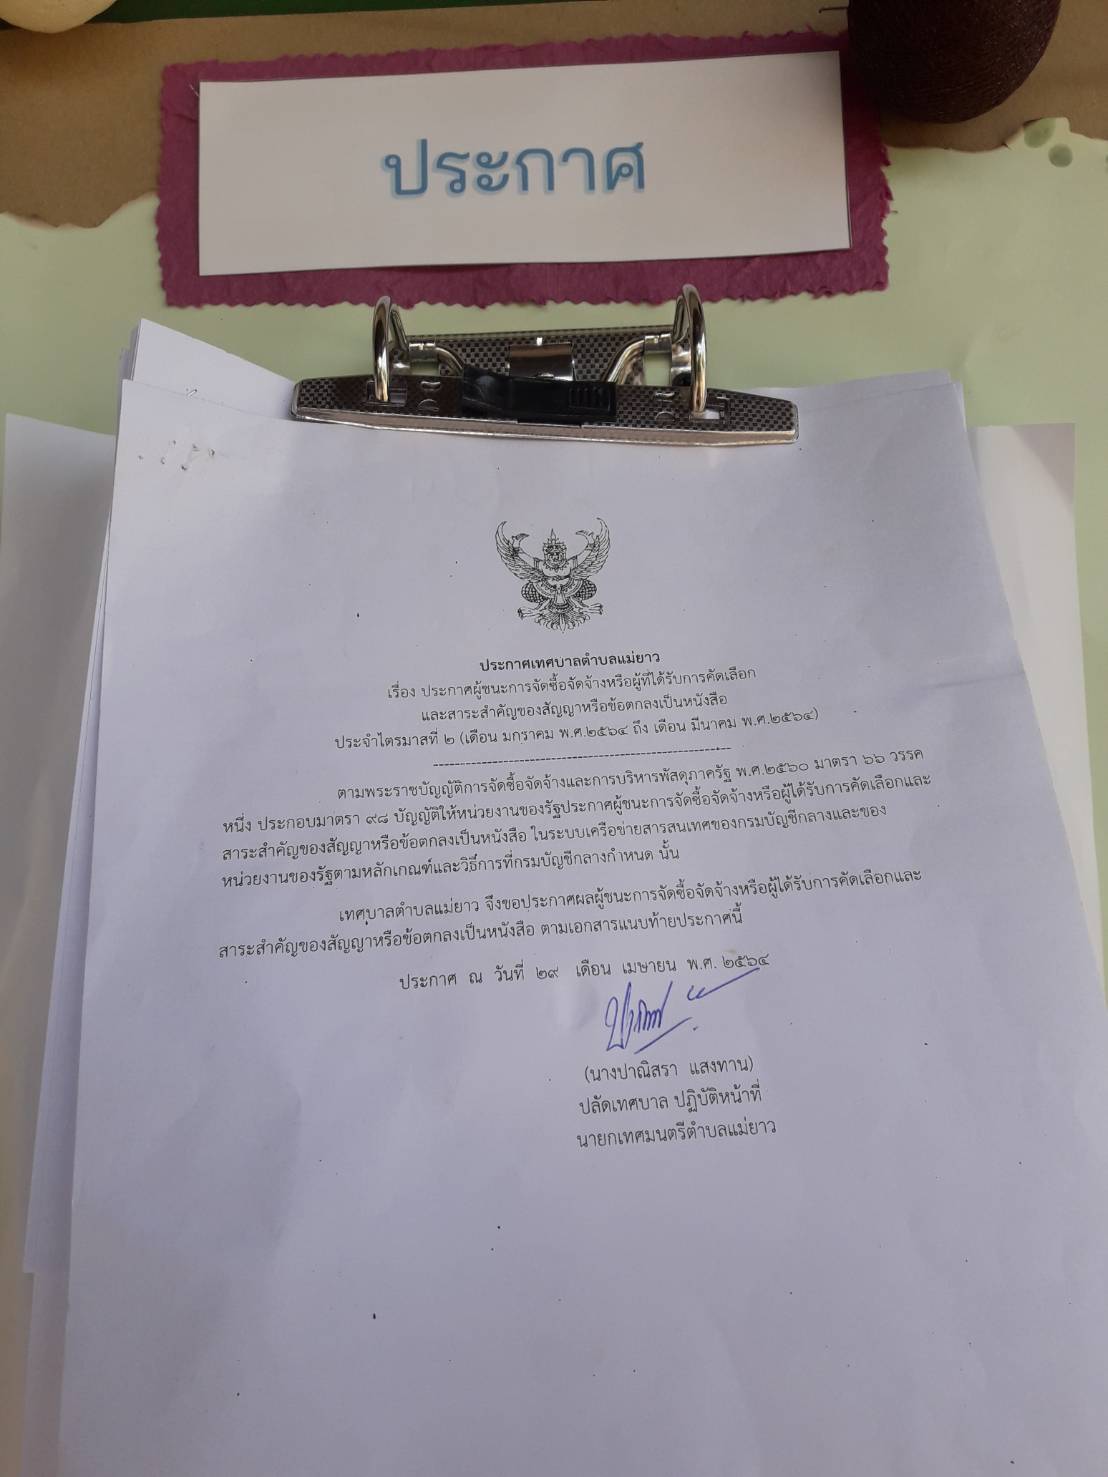 ประกาศ
ประกาศเทศบาลตำบลแม่ยาว
เรื่อง ประกาศผู้ชนะการจัดซื้อจัดจ้างหรือผู้ที่ได้รับการคัดเลือก
และสาระสำคัญของสัญญาหรือข้อตกลงเป็นหนังสือ
ประจำไตรมาสที่ ๒ (เดือน มกราคม พ.ศ.๒๕๖๔ ถึง เดือน มีนาคม พ.ศ.๒๕๖๔)
ตามพระราชบัญญัติการจัดซื้อจัดจ้างและการบริหารพัสดุภาครัฐ พ.ศ.๒๕๖๐ มาตรา ๖๖ วรรค
หนึ่ง ประกอบมาตรา ๙๘ บัญญัติให้หน่วยงานของรัฐประกาศผู้ชนะการจัดซื้อจัดจ้างหรือผู้ได้รับการคัดเลือกและ
สาระสำคัญของสัญญาหรือข้อตกลงเป็นหนังสือ ในระบบเครือข่ายสารสนเทศของกรมบัญชีกลางและของ
หน่วยงานของรัฐตามหลักเกณฑ์และวิธีการที่กรมบัญชีกลางกำหนด นั้น
เทศบาลตำบลแม่ยาว จึงขอประกาศผลผู้ชนะการจัดซื้อจัดจ้างหรือผู้ได้รับการคัดเลือกและ
สาระสำคัญของสัญญาหรือข้อตกลงเป็นหนังสือ ตามเอกสารแนบท้ายประกาศนี้
ประกาศ ณ วันที่ ๒๙ เดือน เมษายน พ.ศ. ๒๕๖๔
(นางปาณิสรา แสงทาน)
ปลัดเทศบาล ปฏิบัติหน้าที่
นายกเทศมนตรีตำบลแม่ยาว